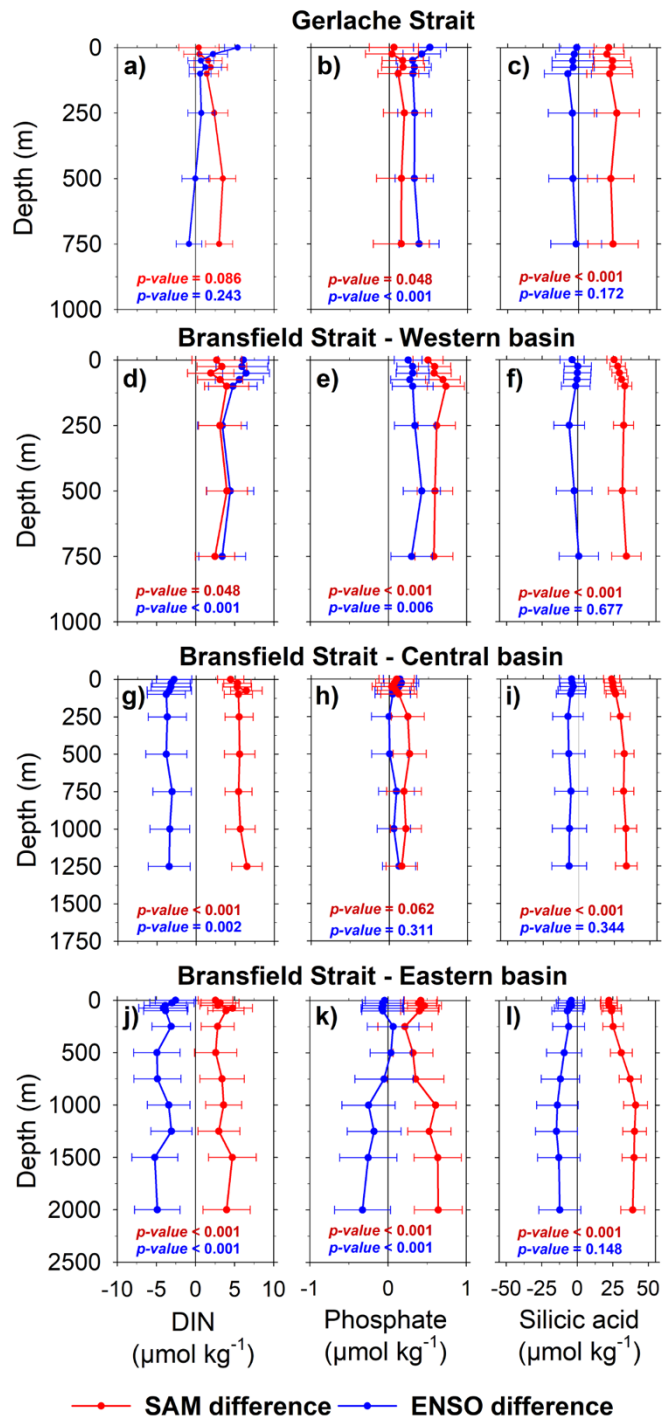 Gerlache Strait
Depth (m)
0
250
500
750
1000
a)
p-value = 0.086
p-value = 0.243
b)
p-value = 0.048
p-value < 0.001
c)
p-value < 0.001
p-value = 0.172
Bransfield Strait - Western basin
Depth (m)
0
250
500
750
1000
d)
p-value = 0.048
p-value < 0.001
e)
p-value < 0.001
p-value = 0.006
f)
p-value < 0.001
p-value = 0.677
Bransfield Strait - Central basin
Depth (m)
0
250
500
750
1000
1250
1500
1750
g)
p-value < 0.001
p-value = 0.002
h)
p-value = 0.062
p-value = 0.311
i)
p-value < 0.001
p-value = 0.344
Bransfield Strait - Eastern basin
Depth (m)
0
500
1000
1500
2000
2500
j)
p-value < 0.001
p-value < 0.001
k)
p-value < 0.001
p-value < 0.001
l)
p-value < 0.001
p-value = 0.148
-10 -5 0 5 10
DIN
(µmol kg⁻¹)
-1 0 1
Phosphate
(µmol kg⁻¹)
-50 -25 0 25 50
Silicic acid
(µmol kg⁻¹)
SAM difference ENSO difference